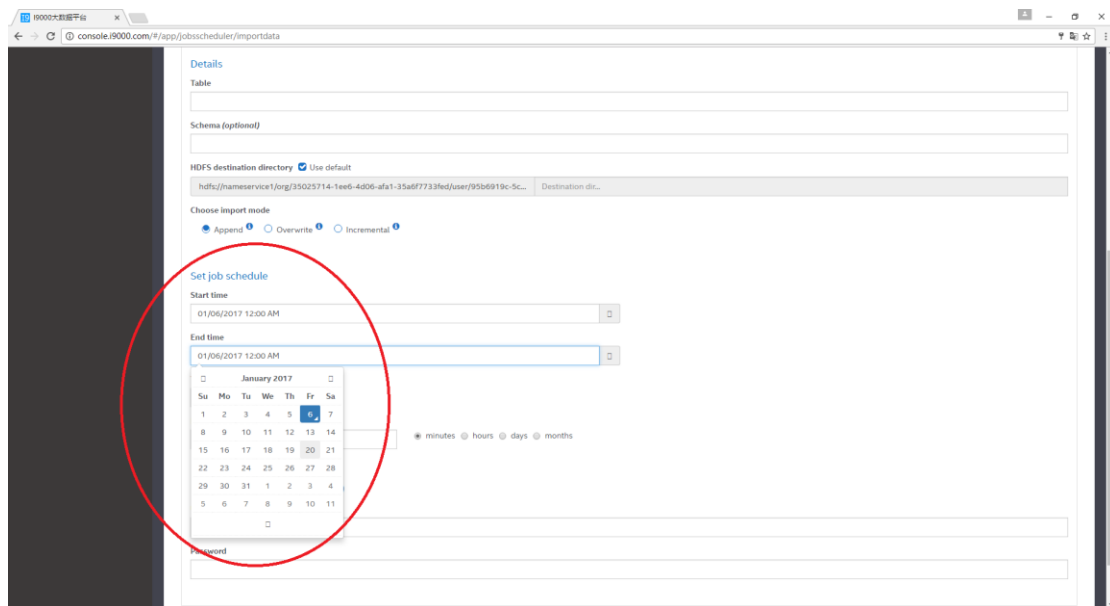 I9000大数据平台
console.i9000.com/#/app/jobsscheduler/importdata
Details
Table
Schema (optional)
HDFS destination directory Use default
hdfs://nameservice1/org/35025714-1ee6-4d06-afa1-35a6f7733fed/user/95b6919c-5c... Destination dir...
Choose import mode
Append Overwrite Incremental
Set job schedule
Start time
01/06/2017 12:00 AM
End time
01/06/2017 12:00 AM
January 2017
Su Mo Tu We Th Fr Sa
1 2 3 4 5 6 7
8 9 10 11 12 13 14
minutes hours days months
15 16 17 18 19 20 21
22 23 24 25 26 27 28
29 30 31 1 2 3 4
5 6 7 8 9 10 11
Password